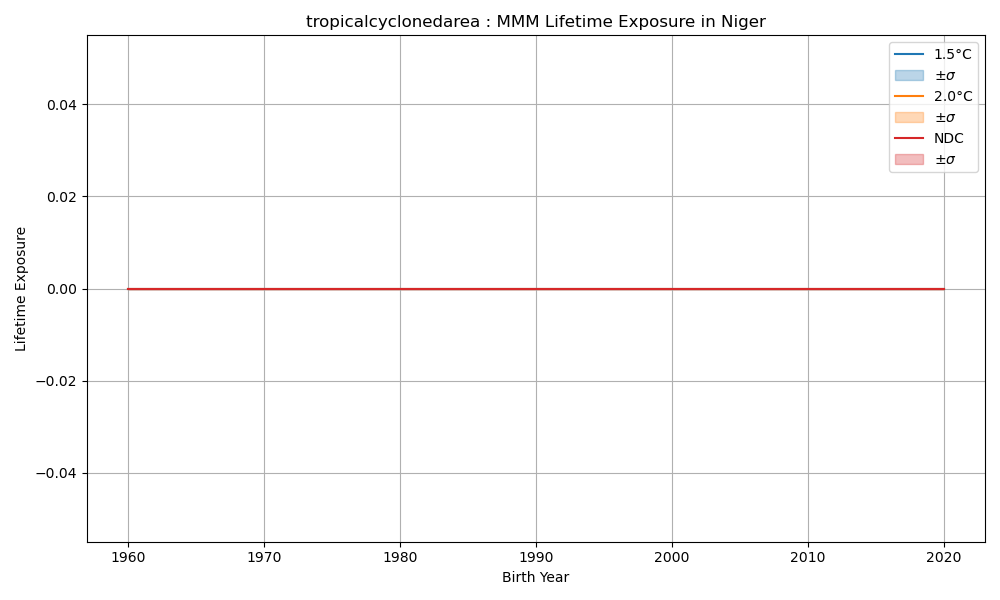 tropicalcyclonedarea : MMM Lifetime Exposure in Niger
1.5°C
±σ
2.0°C
±σ
NDC
±σ
0.04
0.02
0.00
−0.02
−0.04
Lifetime Exposure
1960 1970 1980 1990 2000 2010 2020
Birth Year